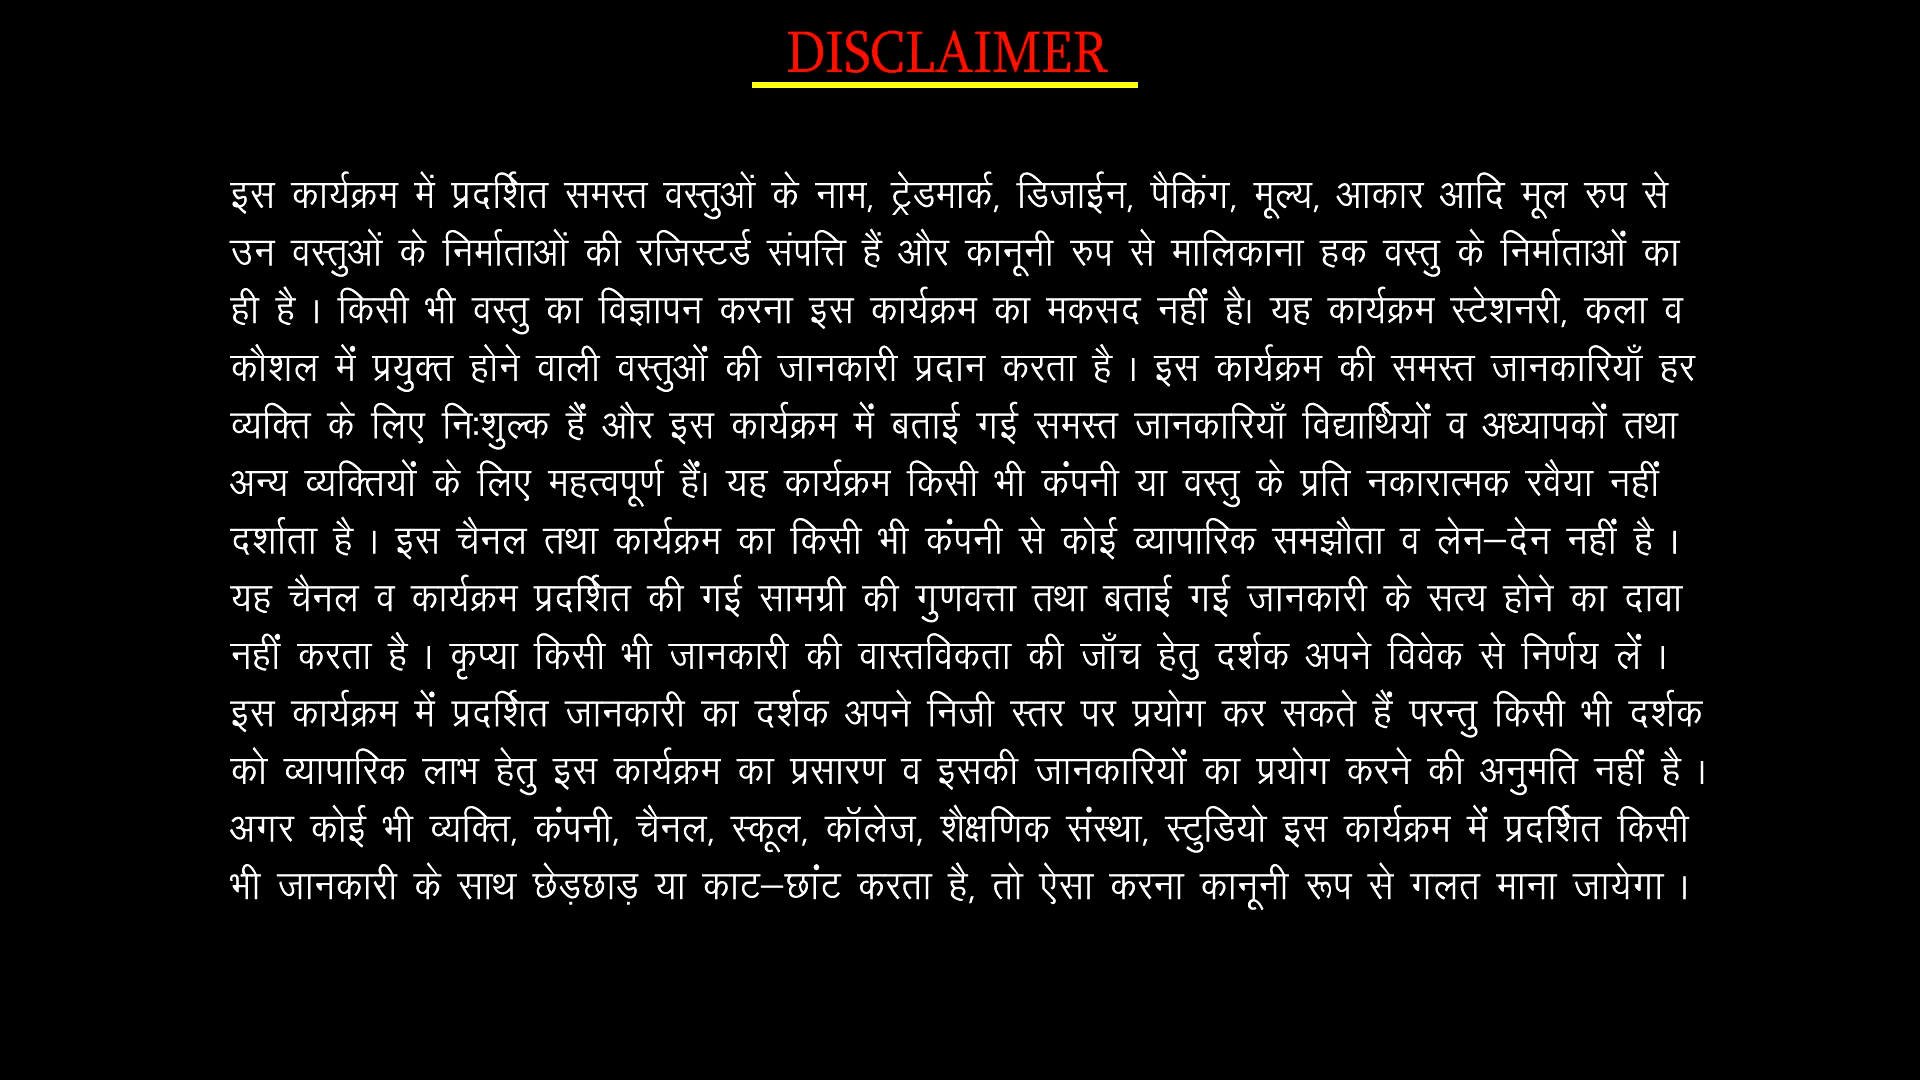 DISCLAIMER
इस कार्यक्रम में प्रदर्शित समस्त वस्तुओं के नाम, ट्रेडमार्क, डिजाईन, पैकिंग, मूल्य, आकार आदि मूल रुप से
उन वस्तुओं के निर्माताओं की रजिस्टर्ड संपत्ति हैं और कानूनी रुप से मालिकाना हक वस्तु के निर्माताओं का
ही है । किसी भी वस्तु का विज्ञापन करना इस कार्यक्रम का मकसद नहीं है। यह कार्यक्रम स्टेशनरी, कला व
कौशल में प्रयुक्त होने वाली वस्तुओं की जानकारी प्रदान करता है । इस कार्यक्रम की समस्त जानकारियाँ हर
व्यक्ति के लिए निःशुल्क हैं और इस कार्यक्रम में बताई गई समस्त जानकारियाँ विद्यार्थियों व अध्यापकों तथा
अन्य व्यक्तियों के लिए महत्वपूर्ण हैं। यह कार्यक्रम किसी भी कंपनी या वस्तु के प्रति नकारात्मक रवैया नहीं
दर्शाता है । इस चैनल तथा कार्यक्रम का किसी भी कंपनी से कोई व्यापारिक समझौता व लेन–देन नहीं है ।
यह चैनल व कार्यक्रम प्रदर्शित की गई सामग्री की गुणवत्ता तथा बताई गई जानकारी के सत्य होने का दावा
नहीं करता है । कृप्या किसी भी जानकारी की वास्तविकता की जाँच हेतु दर्शक अपने विवेक से निर्णय लें ।
इस कार्यक्रम में प्रदर्शित जानकारी का दर्शक अपने निजी स्तर पर प्रयोग कर सकते हैं परन्तु किसी भी दर्शक
को व्यापारिक लाभ हेतु इस कार्यक्रम का प्रसारण व इसकी जानकारियों का प्रयोग करने की अनुमति नहीं है ।
अगर कोई भी व्यक्ति, कंपनी, चैनल, स्कूल, कॉलेज, शैक्षणिक संस्था, स्टुडियो इस कार्यक्रम में प्रदर्शित किसी
भी जानकारी के साथ छेड़छाड़ या काट–छांट करता है, तो ऐसा करना कानूनी रूप से गलत माना जायेगा ।